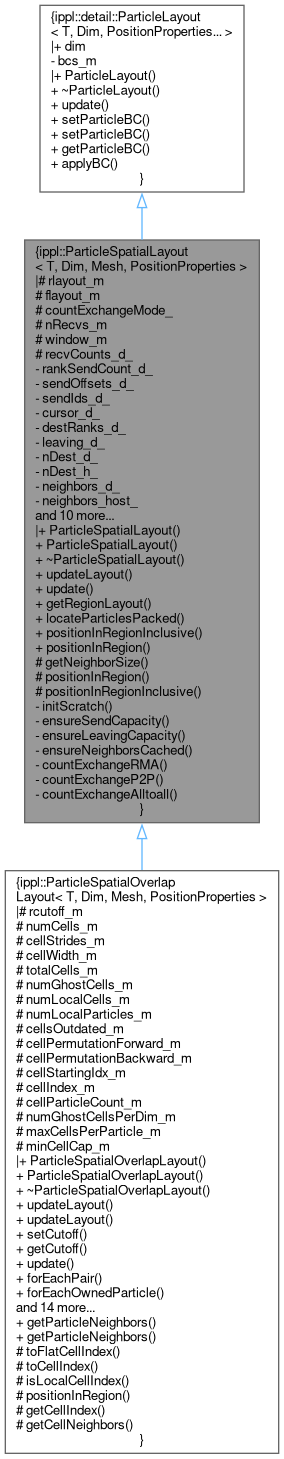 {ippl::detail::ParticleLayout
< T, Dim, PositionProperties... >
|+ dim
- bcs_m
|+ ParticleLayout()
+ ~ParticleLayout()
+ update()
+ setParticleBC()
+ setParticleBC()
+ getParticleBC()
+ applyBC()
}
{ippl::ParticleSpatialLayout
< T, Dim, Mesh, PositionProperties >
|# rlayout_m
# flayout_m
# countExchangeMode_
# nRecvs_m
# window_m
# recvCounts_d_
- rankSendCount_d_
- sendOffsets_d_
- sendIds_d_
- cursor_d_
- destRanks_d_
- leaving_d_
- nDest_d_
- nDest_h_
- neighbors_d_
- neighbors_host_
and 10 more...
|+ ParticleSpatialLayout()
+ ParticleSpatialLayout()
+ ~ParticleSpatialLayout()
+ updateLayout()
+ update()
+ getRegionLayout()
+ locateParticlesPacked()
+ positionInRegionInclusive()
+ positionInRegion()
# getNeighborSize()
# positionInRegion()
# positionInRegionInclusive()
- initScratch()
- ensureSendCapacity()
- ensureLeavingCapacity()
- ensureNeighborsCached()
- countExchangeRMA()
- countExchangeP2P()
- countExchangeAlltoall()
}
{ippl::ParticleSpatialOverlap
Layout< T, Dim, Mesh, PositionProperties >
|# rcutoff_m
# numCells_m
# cellStrides_m
# cellWidth_m
# totalCells_m
# numGhostCells_m
# numLocalCells_m
# numLocalParticles_m
# cellsOutdated_m
# cellPermutationForward_m
# cellPermutationBackward_m
# cellStartingIdx_m
# cellIndex_m
# cellParticleCount_m
# numGhostCellsPerDim_m
# maxCellsPerParticle_m
# minCellCap_m
|+ ParticleSpatialOverlapLayout()
+ ParticleSpatialOverlapLayout()
+ ~ParticleSpatialOverlapLayout()
+ updateLayout()
+ updateLayout()
+ setCutoff()
+ getCutoff()
+ update()
+ forEachPair()
+ forEachOwnedParticle()
and 14 more...
+ getParticleNeighbors()
+ getParticleNeighbors()
# toFlatCellIndex()
# toCellIndex()
# isLocalCellIndex()
# positionInRegion()
# getCellIndex()
# getCellNeighbors()
}